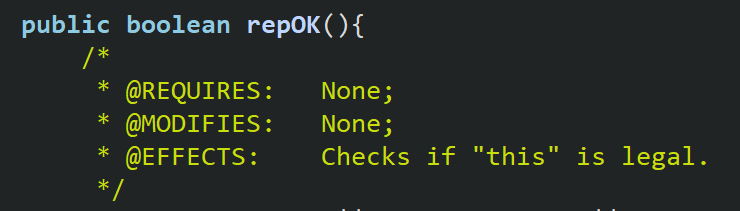 public boolean repOK(){
/*
* @REQUIRES: None;
* @MODIFIES: None;
* @EFFECTS: Checks if "this" is legal.
*/